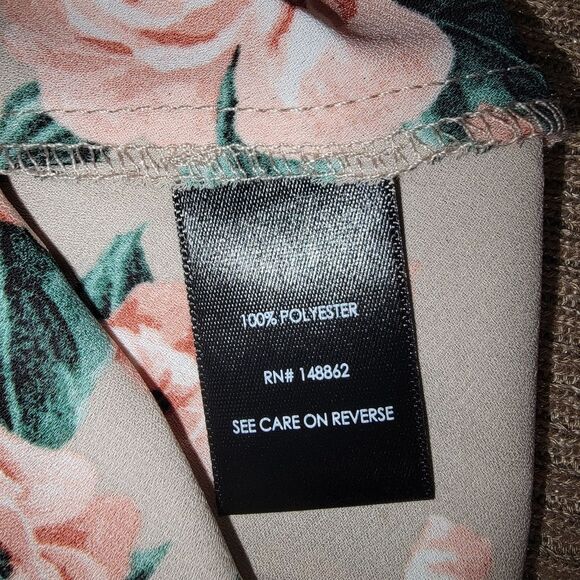 100% POLYESTER
RN# 148862
SEE CARE ON REVERSE